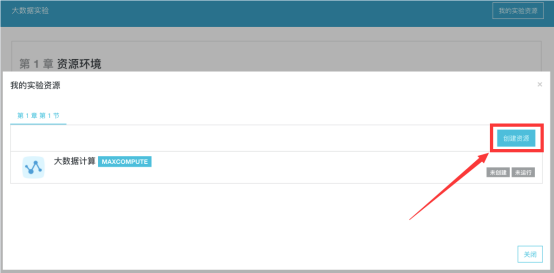 大数据实验
我的实验资源
第 1 章 资源环境
我的实验资源
×
第 1 章 第 1 节
创建资源
大数据计算 MAXCOMPUTE
未创建 未运行
关闭